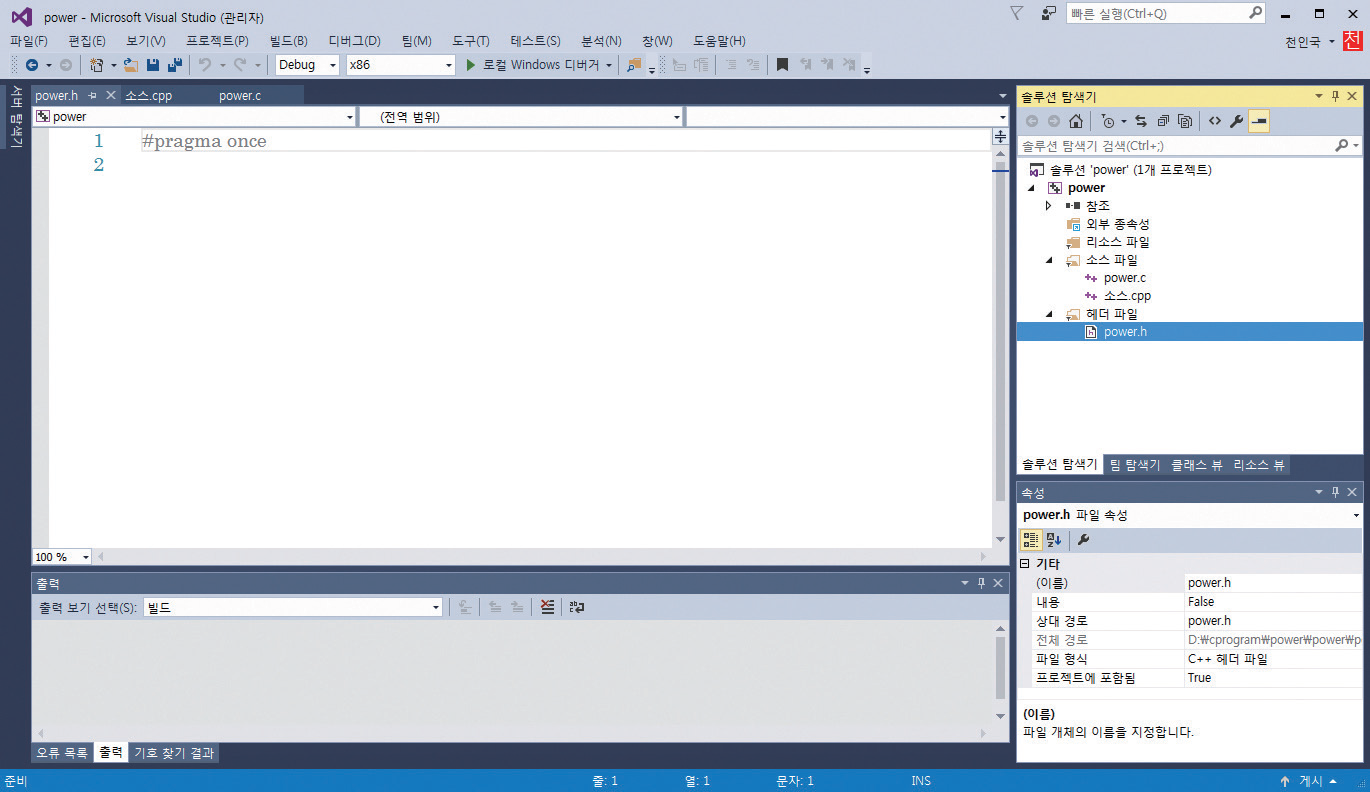 power - Microsoft Visual Studio (관리자)
빠른 실행(Ctrl+Q)
파일(F) 편집(E) 보기(V) 프로젝트(P) 빌드(B) 디버그(D) 팀(M) 도구(T) 테스트(S) 분석(N) 창(W) 도움말(H)
천인국 천
Debug x86 로컬 Windows 디버거
서버 탐색기
power.h 소스.cpp power.c
power (전역 범위)
1 #pragma once
2
100 %
출력
출력 보기 선택(S): 빌드
오류 목록 출력 기호 찾기 결과
솔루션 탐색기
솔루션 탐색기 검색(Ctrl+;)
솔루션 'power' (1개 프로젝트)
power
참조
외부 종속성
리소스 파일
소스 파일
power.c
소스.cpp
헤더 파일
power.h
솔루션 탐색기 팀 탐색기 클래스 뷰 리소스 뷰
속성
power.h 파일 속성
기타
(이름) power.h
내용 False
상대 경로 power.h
전체 경로 D:₩cprogram₩power₩power₩p
파일 형식 C++ 헤더 파일
프로젝트에 포함됨 True
(이름)
파일 개체의 이름을 지정합니다.
준비 줄: 1 열: 1 문자: 1 INS 게시